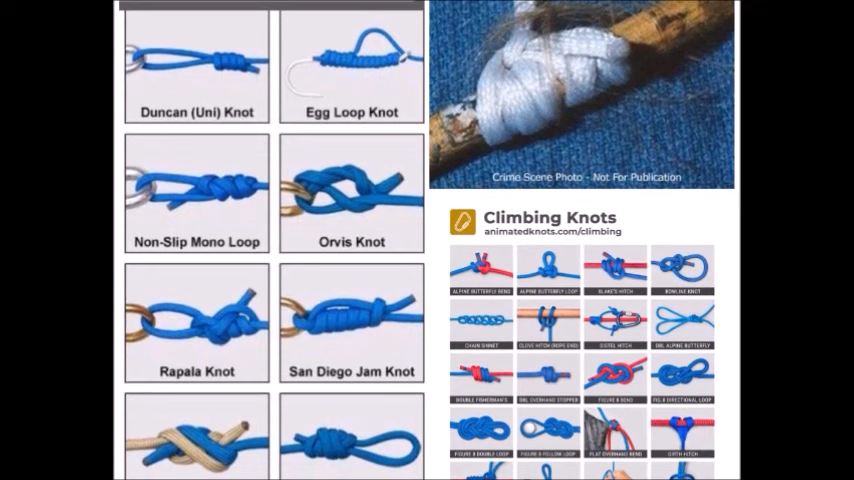 Duncan (Uni) Knot
Egg Loop Knot
Non-Slip Mono Loop
Orvis Knot
Rapala Knot
San Diego Jam Knot
Crime Scene Photo - Not For Publication
Climbing Knots
animatedknots.com/climbing
ALPINE BUTTERFLY BEND
ALPINE BUTTERFLY LOOP
BLAKE'S HITCH
BOWLINE KNOT
CHAIN SINNET
CLOVE HITCH (ROPE END)
DISTEL HITCH
DBL ALPINE BUTTERFLY
DOUBLE FISHERMAN'S
DBL OVERHAND STOPPER
FIGURE 8 BEND
FIG 8 DIRECTIONAL LOOP
FIGURE 8 DOUBLE LOOP
FIGURE 8 FOLLOW LOOP
FLAT OVERHAND BEND
GIRTH HITCH